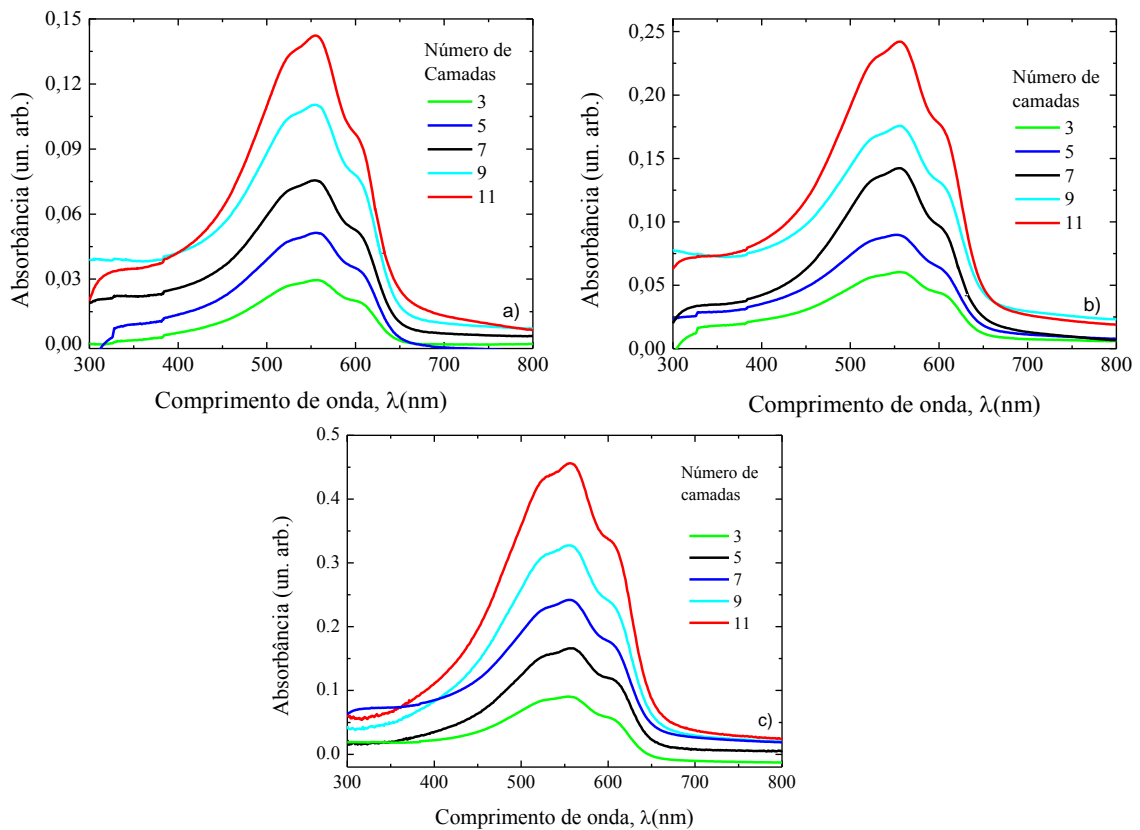 0,15
0,12
0,09
0,06
0,03
0,00
Absorbância (un. arb.)
Número de
Camadas
3
5
7
9
11
a)
300 400 500 600 700 800
Comprimento de onda, λ(nm)
0,25
0,20
0,15
0,10
0,05
0,00
Absorbância (un. arb.)
Número de
camadas
3
5
7
9
11
b)
300 400 500 600 700 800
Comprimento de onda, λ(nm)
0.5
0.4
0.3
0.2
0.1
0.0
Absorbância (un. arb.)
Número de
camadas
3
5
7
9
11
c)
300 400 500 600 700 800
Comprimento de onda, λ(nm)